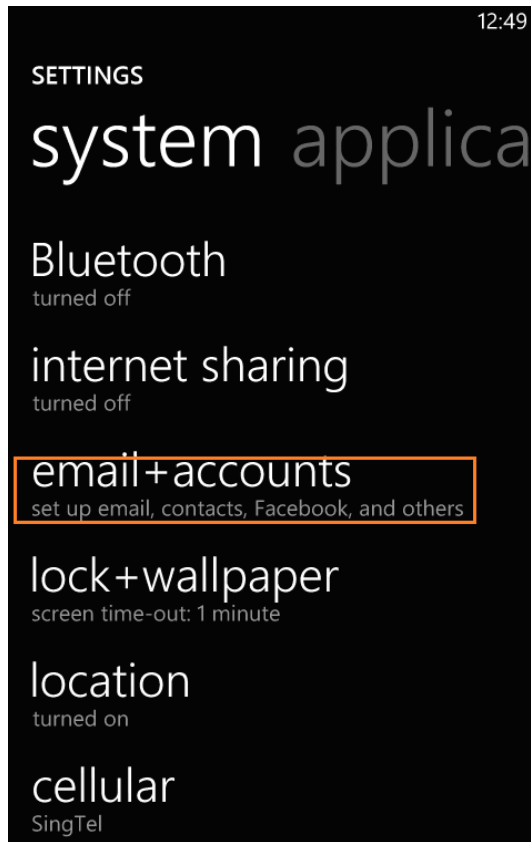 12:49
SETTINGS
system applica
Bluetooth
turned off
internet sharing
turned off
email+accounts
set up email, contacts, Facebook, and others
lock+wallpaper
screen time-out: 1 minute
location
turned on
cellular
SingTel